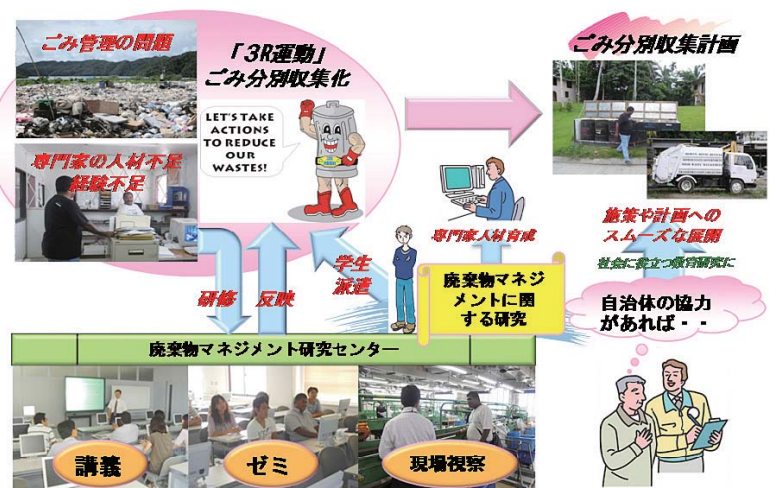 ごみ管理の問題
「3R運動」
ごみ分別収集化
LET'S TAKE
ACTIONS
TO REDUCE
OUR
WASTES!
専門家の人材不足
経験不足
ごみ分別収集計画
専門家人材育成
施策や計画への
スムーズな展開
社会に役立つ教育研究に
研修
反映
学生
派遣
廃棄物マネジ
メントに関
する研究
自治体の協力
があれば・・
廃棄物マネジメント研究センター
講義
ゼミ
現場視察